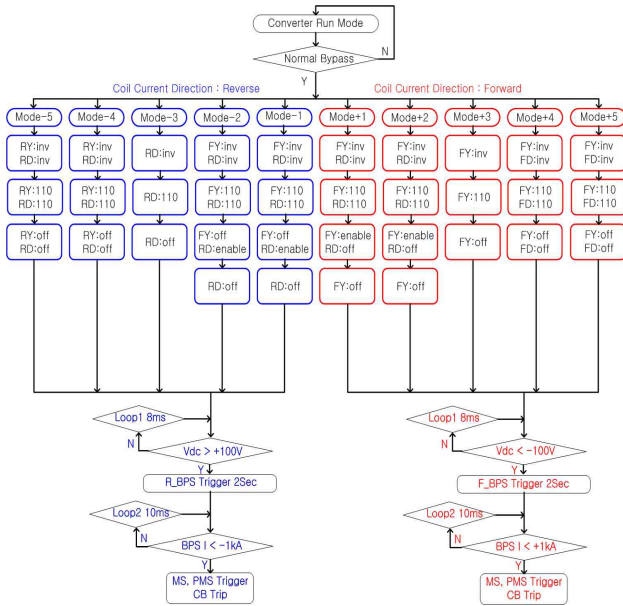 Converter Run Mode
Normal Bypass
N
Y
Coil Current Direction : Reverse
Coil Current Direction : Forward
Mode-5
Mode-4
Mode-3
Mode-2
Mode-1
Mode+1
Mode+2
Mode+3
Mode+4
Mode+5
RY:inv
RD:inv
RY:inv
RD:inv
RD:inv
FY:inv
RD:inv
FY:inv
RD:inv
FY:inv
RD:inv
FY:inv
RD:inv
FY:inv
FY:inv
FD:inv
FY:inv
FD:inv
RY:110
RD:110
RY:110
RD:110
RD:110
FY:110
RD:110
FY:110
RD:110
FY:110
RD:110
FY:110
RD:110
FY:110
FY:110
FD:110
FY:110
FD:110
RY:off
RD:off
RY:off
RD:off
RD:off
FY:off
RD:enable
FY:off
RD:enable
FY:enable
RD:off
FY:enable
RD:off
FY:off
FY:off
FD:off
FY:off
FD:off
RD:off
RD:off
FY:off
FY:off
Loop1 8ms
N
Vdc > +100V
Y
R_BPS Trigger 2Sec
Loop2 10ms
N
BPS I < -1kA
Y
MS, PMS Trigger
CB Trip
Loop1 8ms
N
Vdc < -100V
Y
F_BPS Trigger 2Sec
Loop2 10ms
N
BPS I < +1kA
Y
MS, PMS Trigger
CB Trip